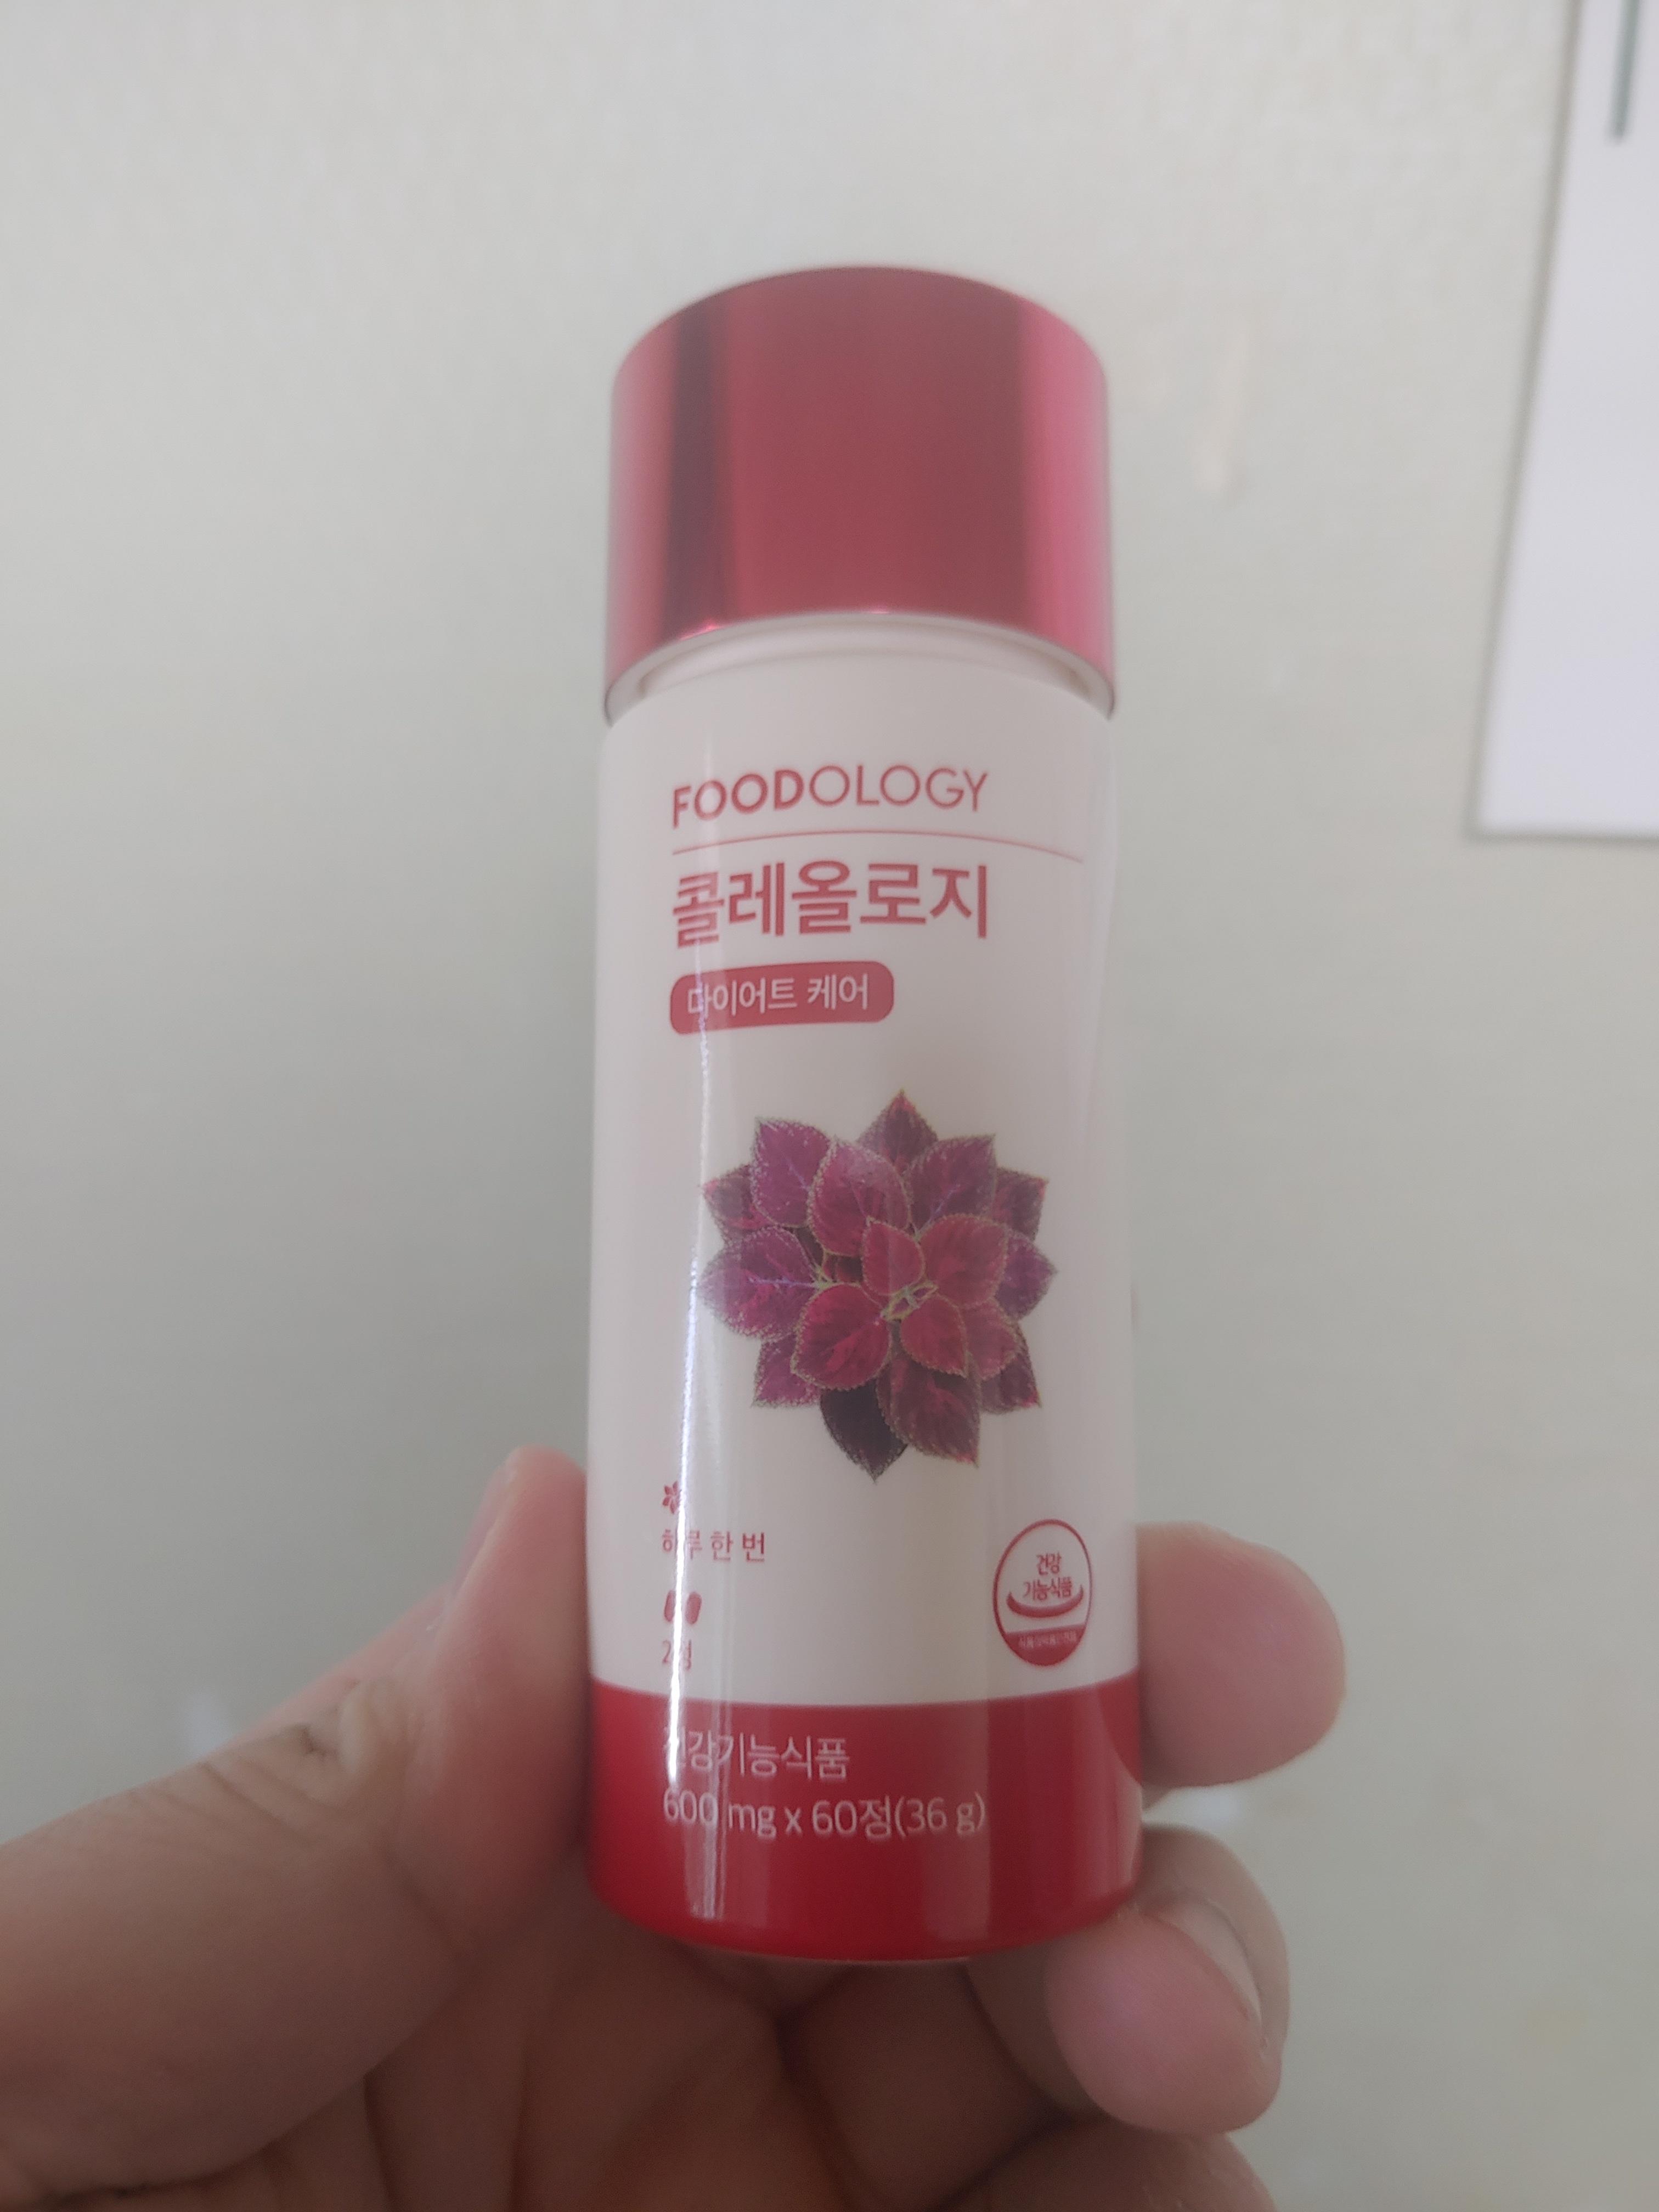 FOODOLOGY
콜레올로지
다이어트 케어
하루 한 번
2정
건강
기능식품
건강기능식품
600 mg x 60정(36 g)